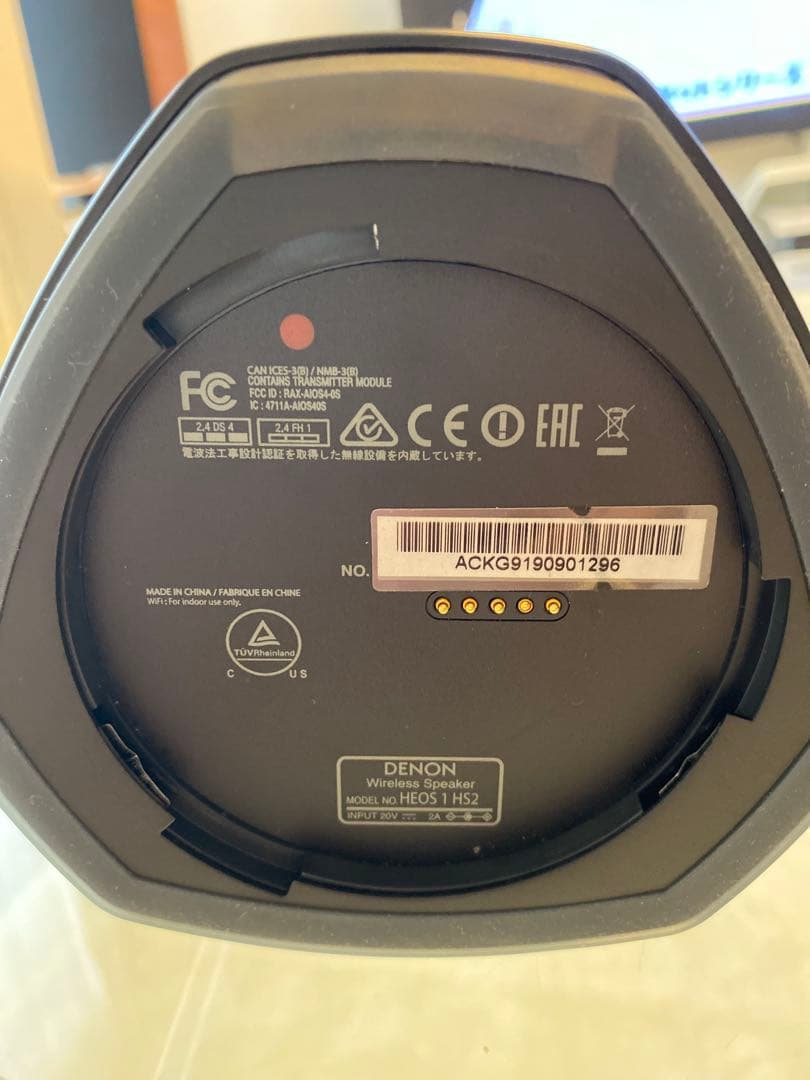 FC
CAN ICES-3(B) / NMB-3(B)
CONTAINS TRANSMITTER MODULE
FCC ID : RAX-AIOS4-0S
IC : 4711A-AIOS40S
2.4 DS 4
2.4 FH 1
CE
EAC
電波法工事設計認証を取得した無線設備を内蔵しています。
NO.
ACKG9190901296
MADE IN CHINA / FABRIQUE EN CHINE
WiFi : For indoor use only.
TÜVRheinland
C US
DENON
Wireless Speaker
MODEL NO. HEOS 1 HS2
INPUT 20V 2A